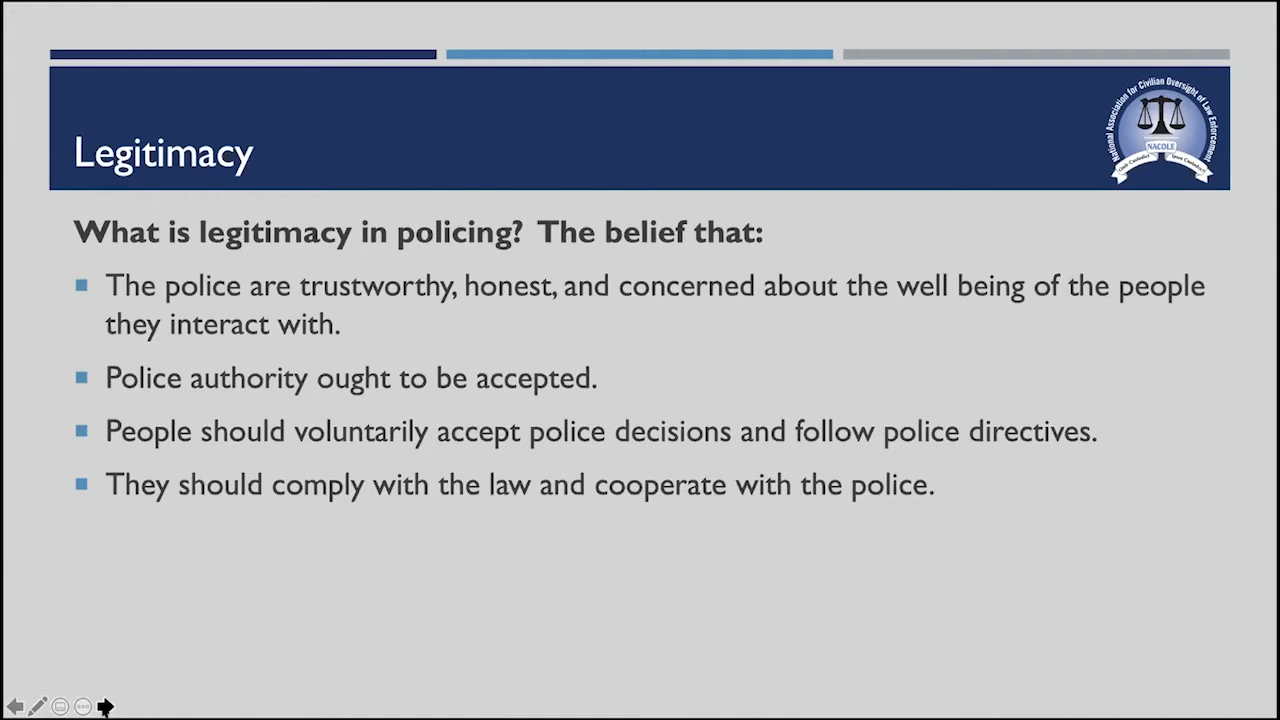 Legitimacy
National Association for Civilian Oversight of Law Enforcement
NACOLE
What is legitimacy in policing? The belief that:
The police are trustworthy, honest, and concerned about the well being of the people
they interact with.
Police authority ought to be accepted.
People should voluntarily accept police decisions and follow police directives.
They should comply with the law and cooperate with the police.